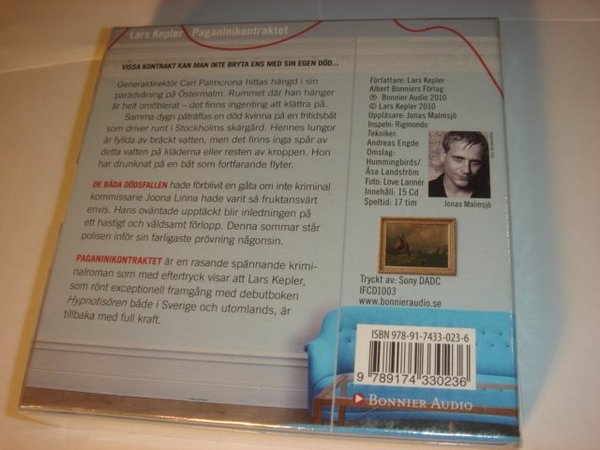 Lars Kepler Paganinikontraktet
VISSA KONTRAKT KAN MAN INTE BRYTA ENS MED SIN EGEN DÖD...
Generaldirektör Carl Palmcrona hittas hängd i sin
paradvåning på Östermalm. Rummet där han hänger
är helt omöblerat – det finns ingenting att klättra på.
Samma dygn påträffas en död kvinna på en fritidsbåt
som driver runt i Stockholms skärgård. Hennes lungor
är fyllda av bräckt vatten, men det finns inga spår av
detta vatten på kläderna eller resten av kroppen. Hon
har drunknat på en båt som fortfarande flyter.
DE BÅDA DÖDSFALLEN hade förblivit en gåta om inte kriminal
kommissarie Joona Linna hade varit så fruktansvärt
envis. Hans oväntade upptäckt blir inledningen på
ett hastigt och våldsamt förlopp. Denna sommar står
polisen inför sin farligaste prövning någonsin.
PAGANINIKONTRAKTET är en rasande spännande krimi-
nalroman som med eftertryck visar att Lars Kepler,
som rönt exceptionell framgång med debutboken
Hypnotisören både i Sverige och utomlands, är
tillbaka med full kraft.
Författare: Lars Kepler
Albert Bonniers Förlag
℗ Bonnier Audio 2010
© Lars Kepler 2010
Uppläsare: Jonas Malmsjö
Inspeln: Rigmondo
Tekniker:
Andreas Engde
Omslag:
Hummingbirds/
Åsa Landström
Foto: Love Lannér
Innehåll: 15 Cd
Speltid: 17 tim
Jonas Malmsjö
Tryckt av: Sony DADC
IFCD1003
www.bonnieraudio.se
ISBN 978-91-7433-023-6
9 789174 330236
BONNIER AUDIO